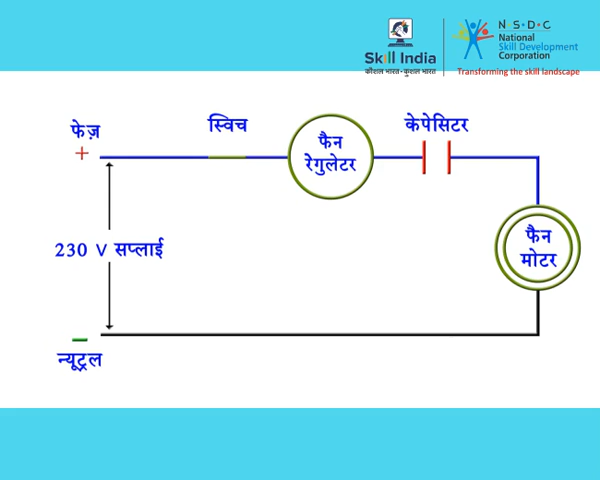 Skill India
कौशल भारत - कुशल भारत
N·S·D·C
National
Skill Development
Corporation
Transforming the skill landscape
फेज़
+
स्विच
फैन
रेगुलेटर
केपेसिटर
230 V सप्लाई
फैन
मोटर
न्यूट्रल